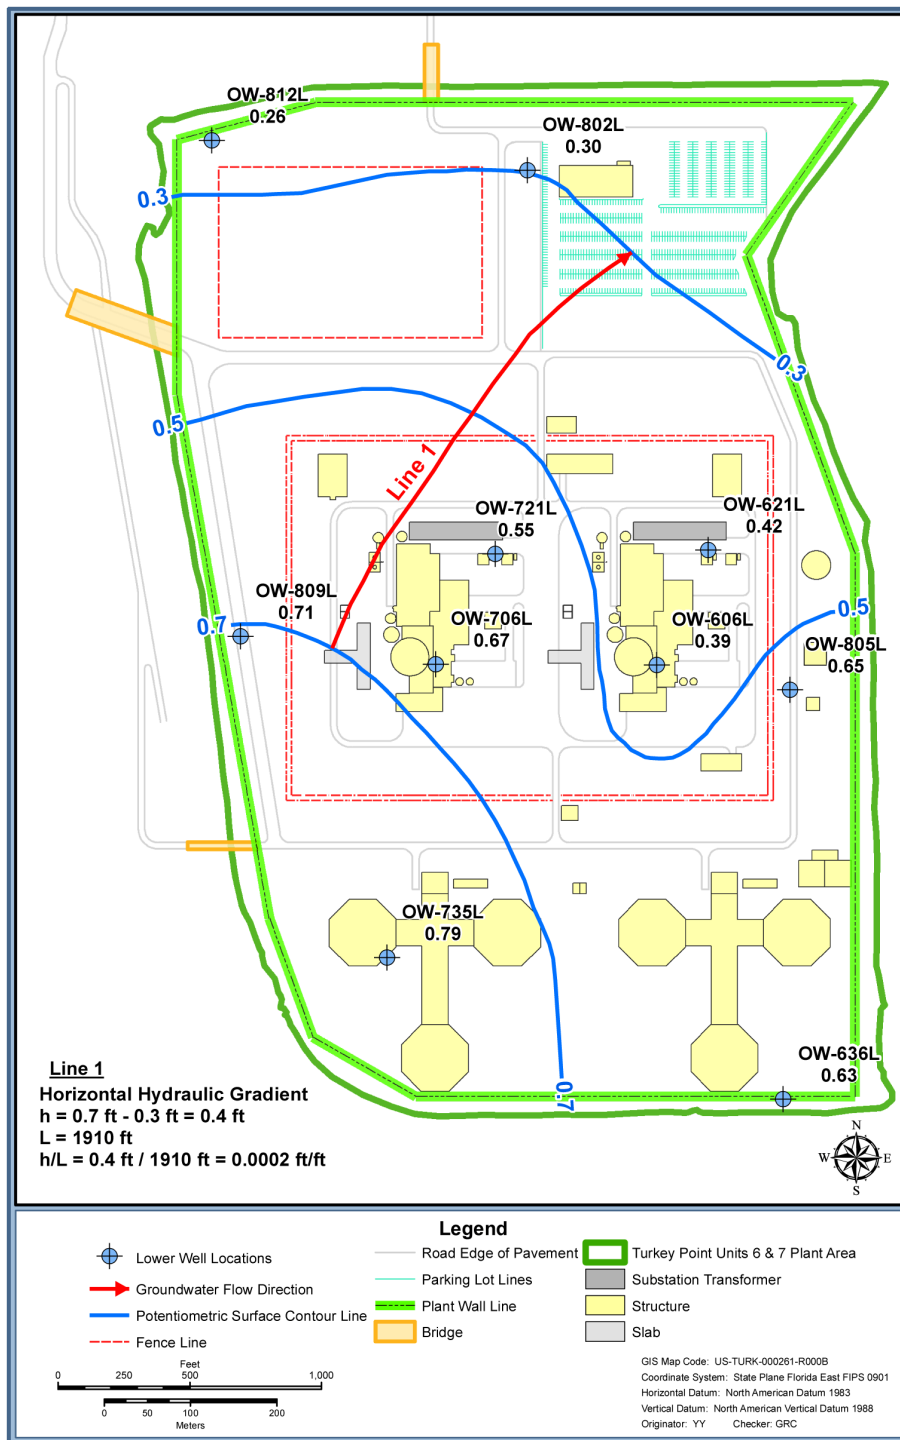 OW-812L
0.26
OW-802L
0.30
0.3
0.3
0.5
Line 1
OW-721L
0.55
OW-621L
0.42
OW-809L
0.71
0.7
OW-706L
0.67
OW-606L
0.39
0.5
OW-805L
0.65
OW-735L
0.79
OW-636L
0.63
0.7
Line 1
Horizontal Hydraulic Gradient
h = 0.7 ft - 0.3 ft = 0.4 ft
L = 1910 ft
h/L = 0.4 ft / 1910 ft = 0.0002 ft/ft
N
W E
S
Legend
Lower Well Locations
Groundwater Flow Direction
Potentiometric Surface Contour Line
Fence Line
Road Edge of Pavement
Parking Lot Lines
Plant Wall Line
Bridge
Turkey Point Units 6 & 7 Plant Area
Substation Transformer
Structure
Slab
Feet
0 250 500 1,000
0 50 100 200
Meters
GIS Map Code: US-TURK-000261-R000B
Coordinate System: State Plane Florida East FIPS 0901
Horizontal Datum: North American Datum 1983
Vertical Datum: North American Vertical Datum 1988
Originator: YY Checker: GRC